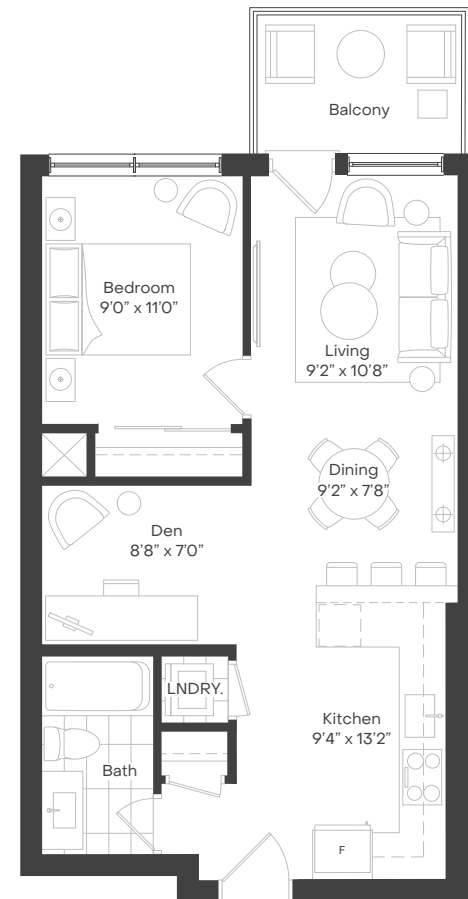 Balcony
Bedroom
9’0” x 11’0”
Living
9’2” x 10’8”
Dining
9’2” x 7’8”
Den
8’8” x 7’0”
LNDRY.
Kitchen
9’4” x 13’2”
Bath
F